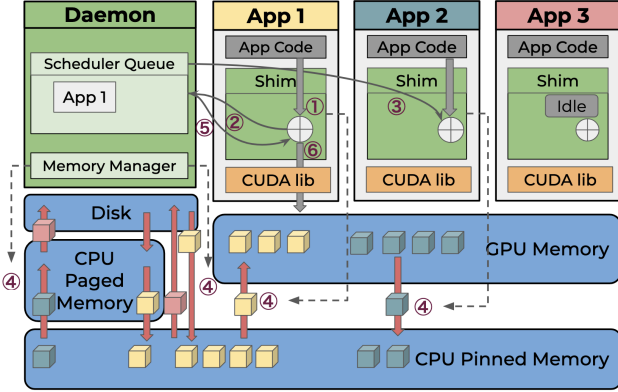 Daemon
Scheduler Queue
App 1
Memory Manager
App 1
App Code
Shim
①
②
⑤
⑥
CUDA lib
App 2
App Code
Shim
③
CUDA lib
App 3
App Code
Shim
Idle
CUDA lib
Disk
④
CPU
Paged
Memory
GPU Memory
④
④
④
CPU Pinned Memory